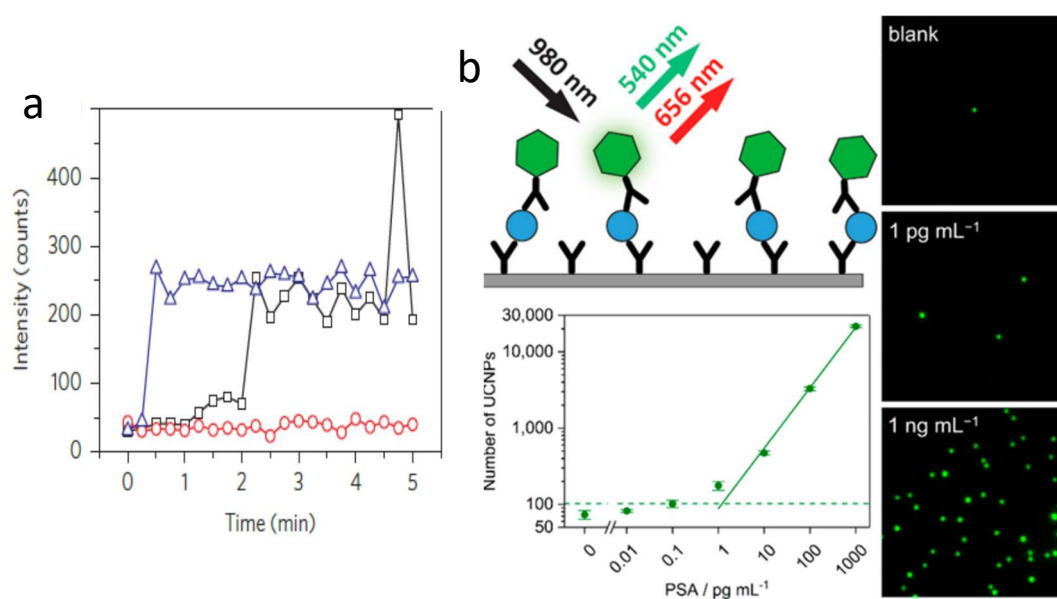 a
Intensity (counts)
400
300
200
100
0
0 1 2 3 4 5
Time (min)
b
980 nm
540 nm
656 nm
Number of UCNPs
30,000
10,000
1,000
100
50
0 0.01 0.1 1 10 100 1000
PSA / pg mL⁻¹
blank
1 pg mL⁻¹
1 ng mL⁻¹